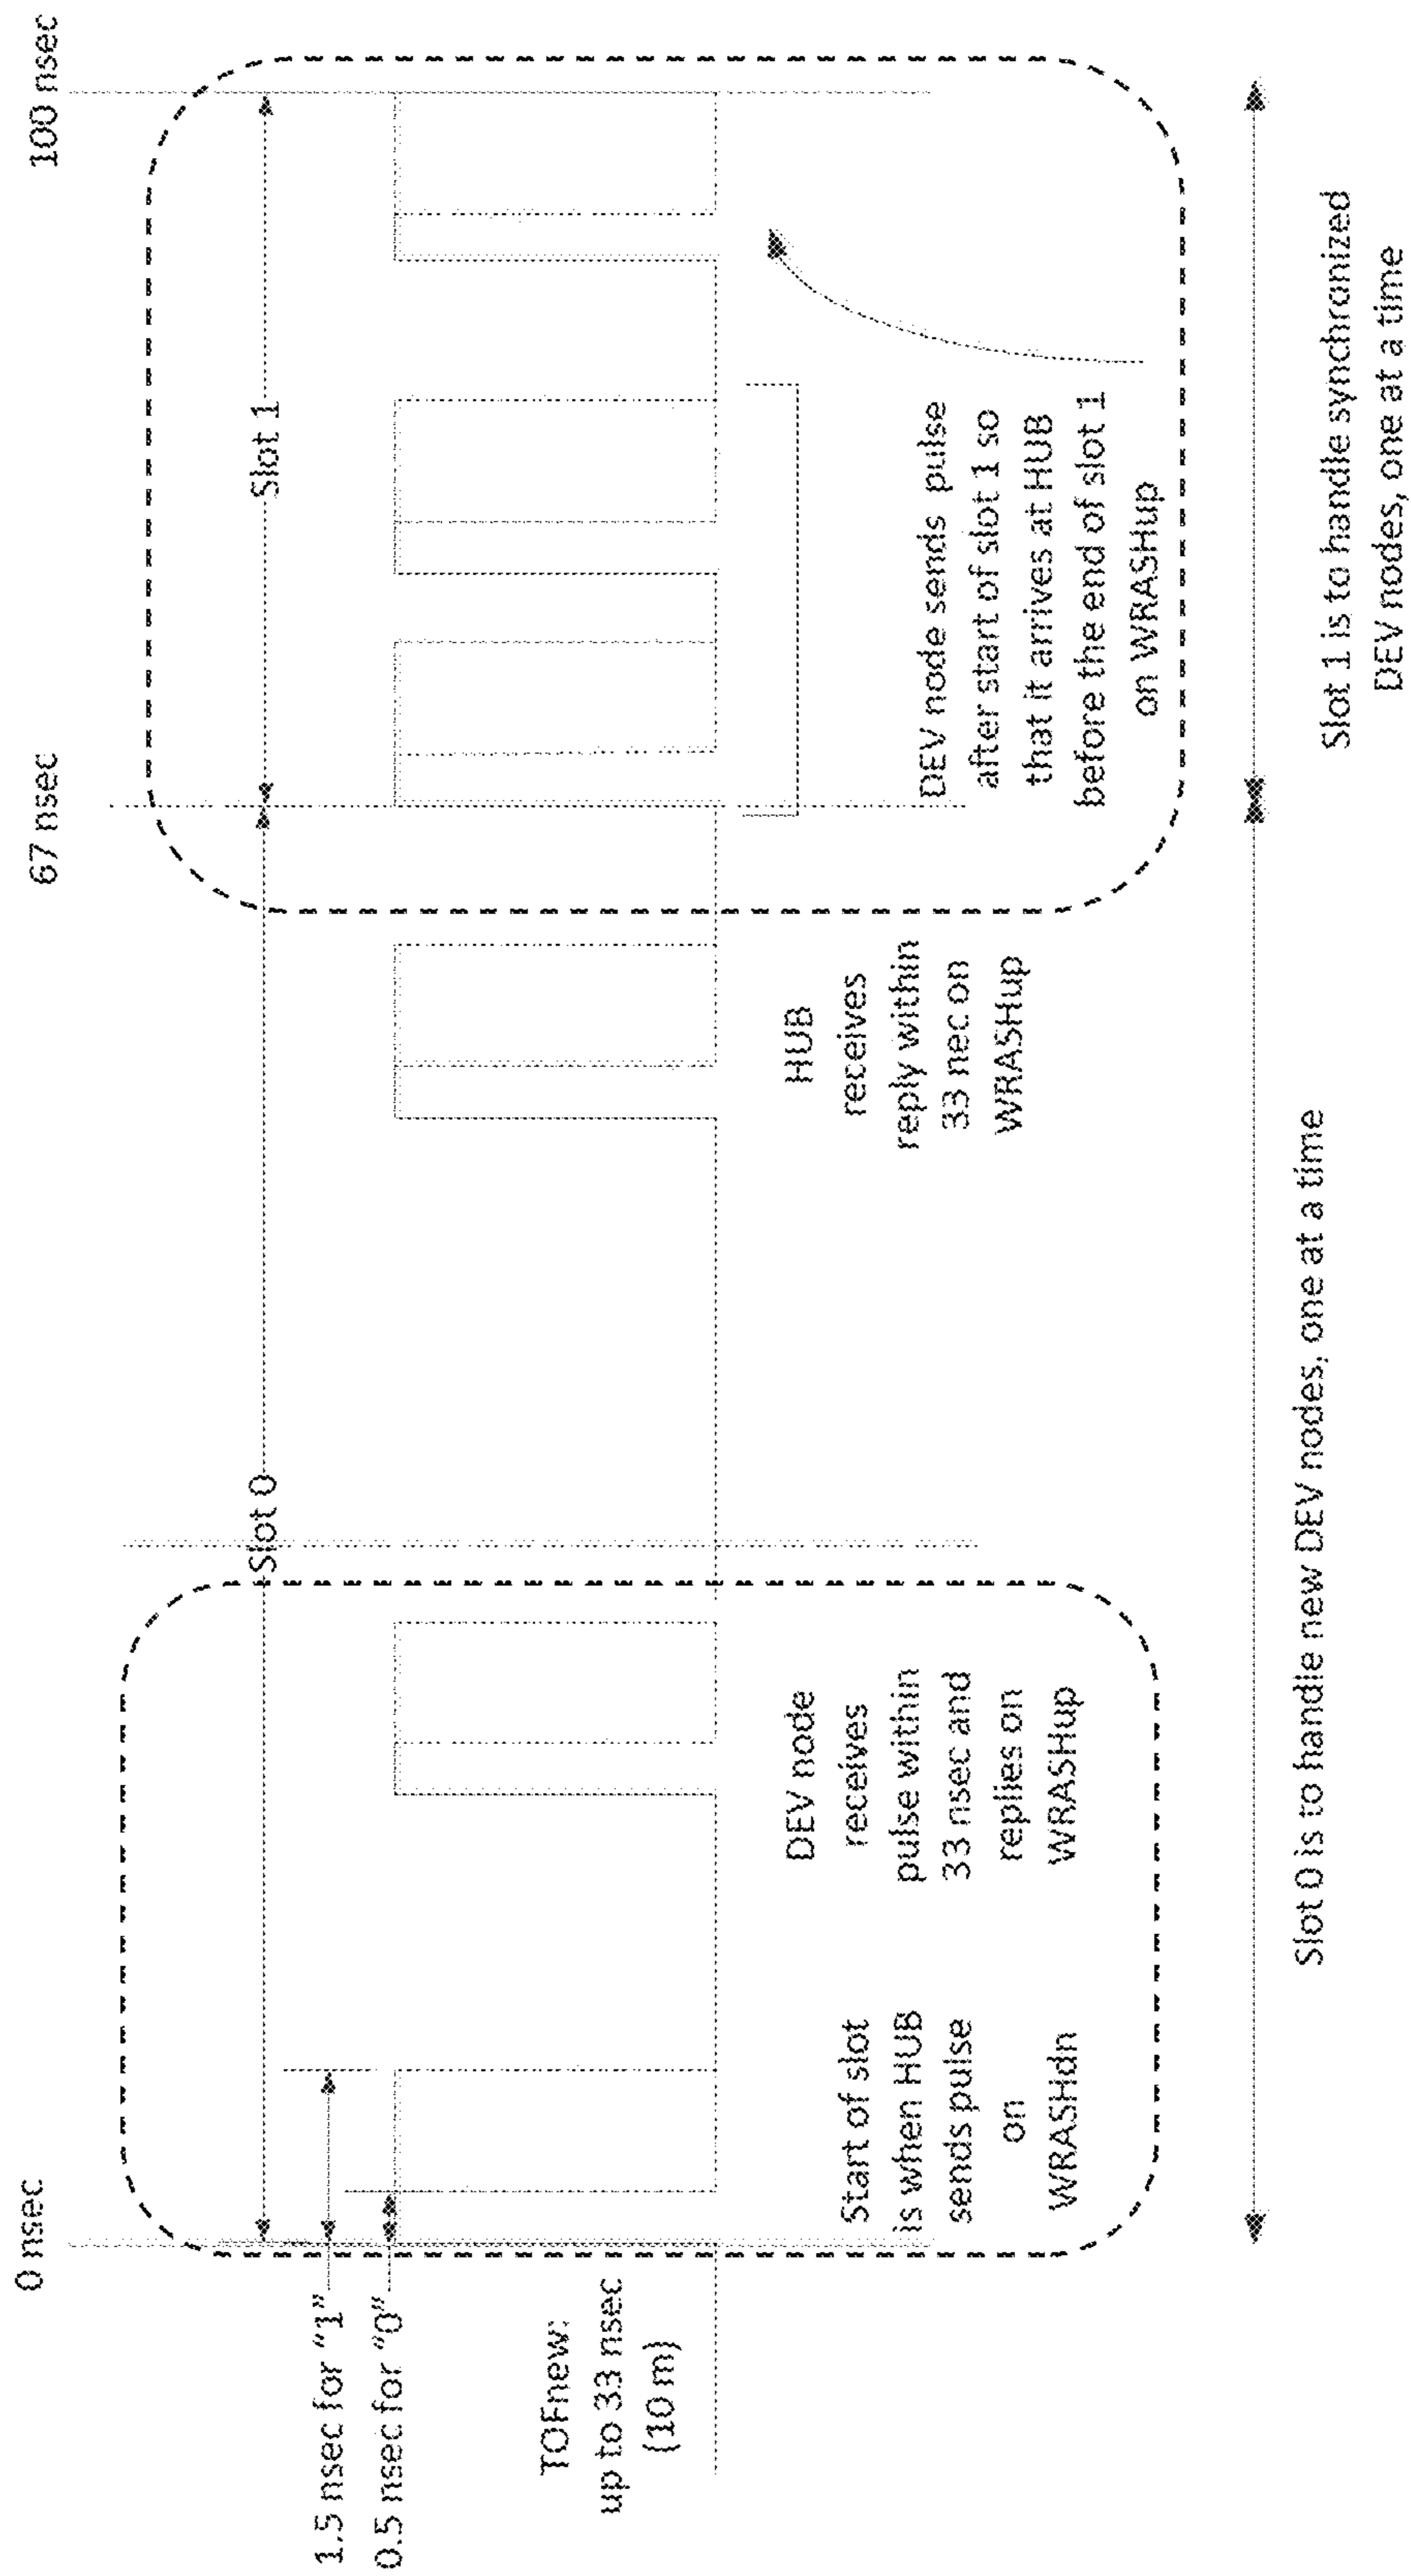 0 nsec
67 nsec
100 nsec
Slot 0
Slot 1
1.5 nsec for “1”
0.5 nsec for “0”
TOFnew:
up to 33 nsec
(10 m)
Start of slot
is when HUB
sends pulse
on
WRASHdn
DEV node
receives
pulse within
33 nsec and
replies on
WRASHup
HUB
receives
reply within
33 nec on
WRASHup
DEV node sends pulse
after start of slot 1 so
that it arrives at HUB
before the end of slot 1
on WRASHup
Slot 0 is to handle new DEV nodes, one at a time
Slot 1 is to handle synchronized
DEV nodes, one at a time